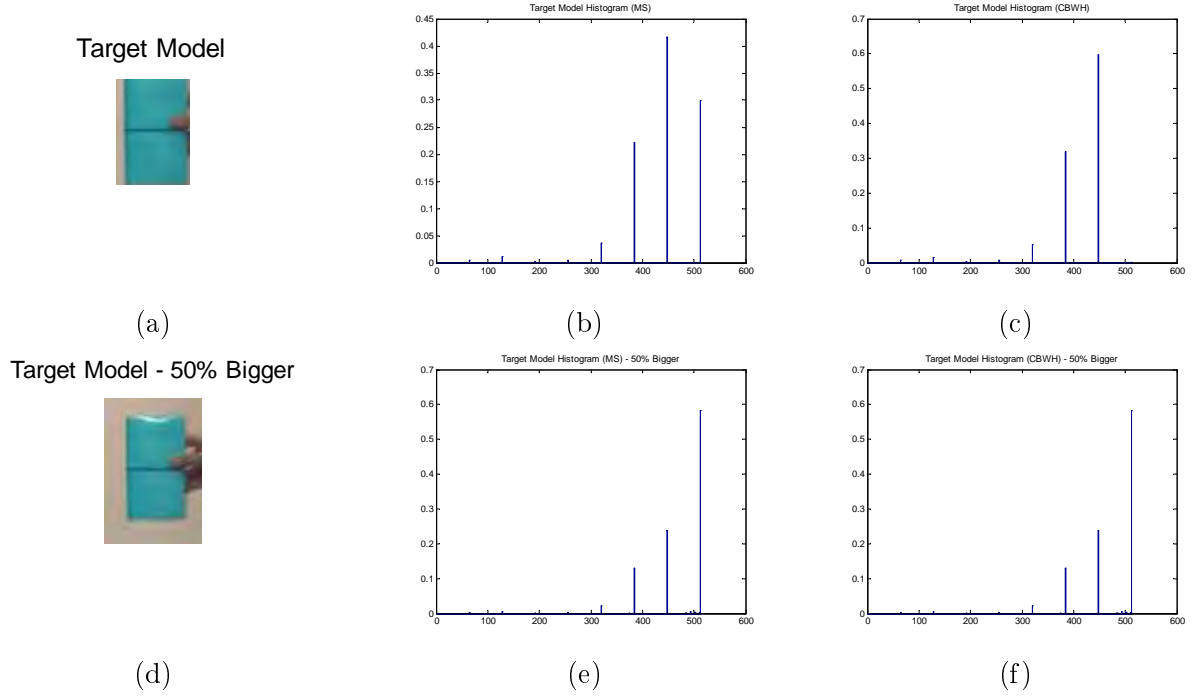 Target Model
Target Model Histogram (MS)
0.45
0.4
0.35
0.3
0.25
0.2
0.15
0.1
0.05
0
0 100 200 300 400 500 600
Target Model Histogram (CBWH)
0.7
0.6
0.5
0.4
0.3
0.2
0.1
0
0 100 200 300 400 500 600
(a) (b) (c)
Target Model - 50% Bigger
Target Model Histogram (MS) - 50% Bigger
0.7
0.6
0.5
0.4
0.3
0.2
0.1
0
0 100 200 300 400 500 600
Target Model Histogram (CBWH) - 50% Bigger
0.7
0.6
0.5
0.4
0.3
0.2
0.1
0
0 100 200 300 400 500 600
(d) (e) (f)